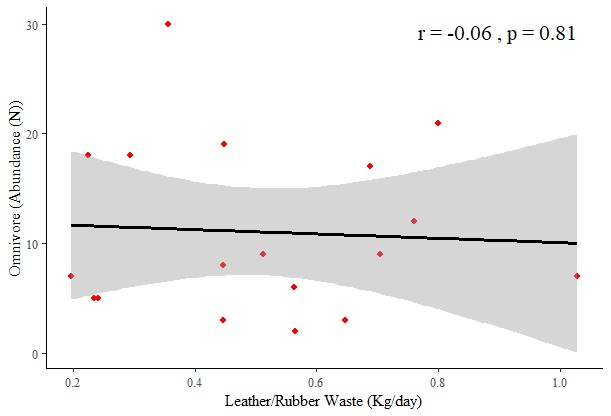 r = -0.06 , p = 0.81
Omnivore (Abundance (N))
30
20
10
0
0.2 0.4 0.6 0.8 1.0
Leather/Rubber Waste (Kg/day)